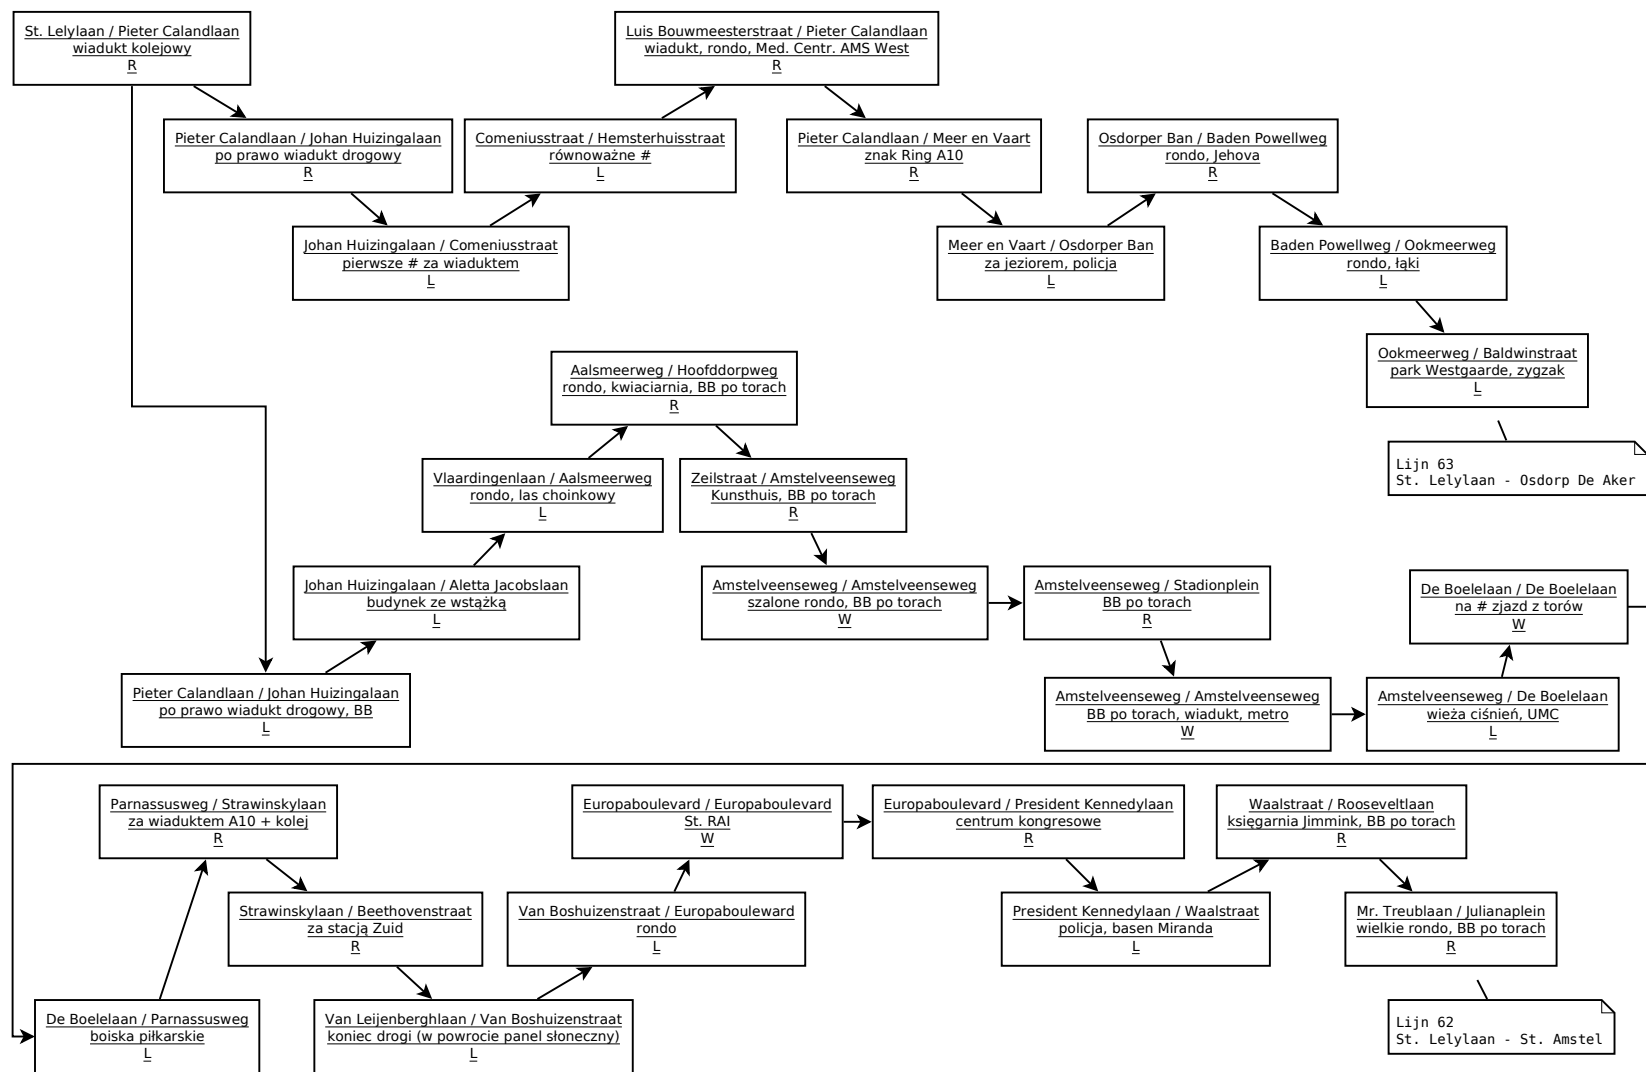 St. Lelylaan / Pieter Calandlaan
wiadukt kolejowy
R
Luis Bouwmeesterstraat / Pieter Calandlaan
wiadukt, rondo, Med. Centr. AMS West
R
Pieter Calandlaan / Johan Huizingalaan
po prawo wiadukt drogowy
R
Comeniusstraat / Hemsterhuisstraat
równoważne #
L
Pieter Calandlaan / Meer en Vaart
znak Ring A10
R
Osdorper Ban / Baden Powellweg
rondo, Jehova
R
Johan Huizingalaan / Comeniusstraat
pierwsze # za wiaduktem
L
Meer en Vaart / Osdorper Ban
za jeziorem, policja
L
Baden Powellweg / Ookmeerweg
rondo, łąki
L
Ookmeerweg / Baldwinstraat
park Westgaarde, zygzak
L
Aalsmeerweg / Hoofddorpweg
rondo, kwiaciarnia, BB po torach
R
Lijn 63
St. Lelylaan - Osdorp De Aker
Vlaardingenlaan / Aalsmeerweg
rondo, las choinkowy
L
Zeilstraat / Amstelveenseweg
Kunsthuis, BB po torach
R
Johan Huizingalaan / Aletta Jacobslaan
budynek ze wstążką
L
Amstelveenseweg / Amstelveenseweg
szalone rondo, BB po torach
W
Amstelveenseweg / Stadionplein
BB po torach
R
De Boelelaan / De Boelelaan
na # zjazd z torów
W
Pieter Calandlaan / Johan Huizingalaan
po prawo wiadukt drogowy, BB
L
Amstelveenseweg / Amstelveenseweg
BB po torach, wiadukt, metro
W
Amstelveenseweg / De Boelelaan
wieża ciśnień, UMC
L
Parnassusweg / Strawinskylaan
za wiaduktem A10 + kolej
R
Europaboulevard / Europaboulevard
St. RAI
W
Europaboulevard / President Kennedylaan
centrum kongresowe
R
Waalstraat / Rooseveltlaan
księgarnia Jimmink, BB po torach
R
Strawinskylaan / Beethovenstraat
za stacją Zuid
R
Van Boshuizenstraat / Europabouleward
rondo
L
President Kennedylaan / Waalstraat
policja, basen Miranda
L
Mr. Treublaan / Julianaplein
wielkie rondo, BB po torach
R
De Boelelaan / Parnassusweg
boiska piłkarskie
L
Van Leijenberghlaan / Van Boshuizenstraat
koniec drogi (w powrocie panel słoneczny)
L
Lijn 62
St. Lelylaan - St. Amstel